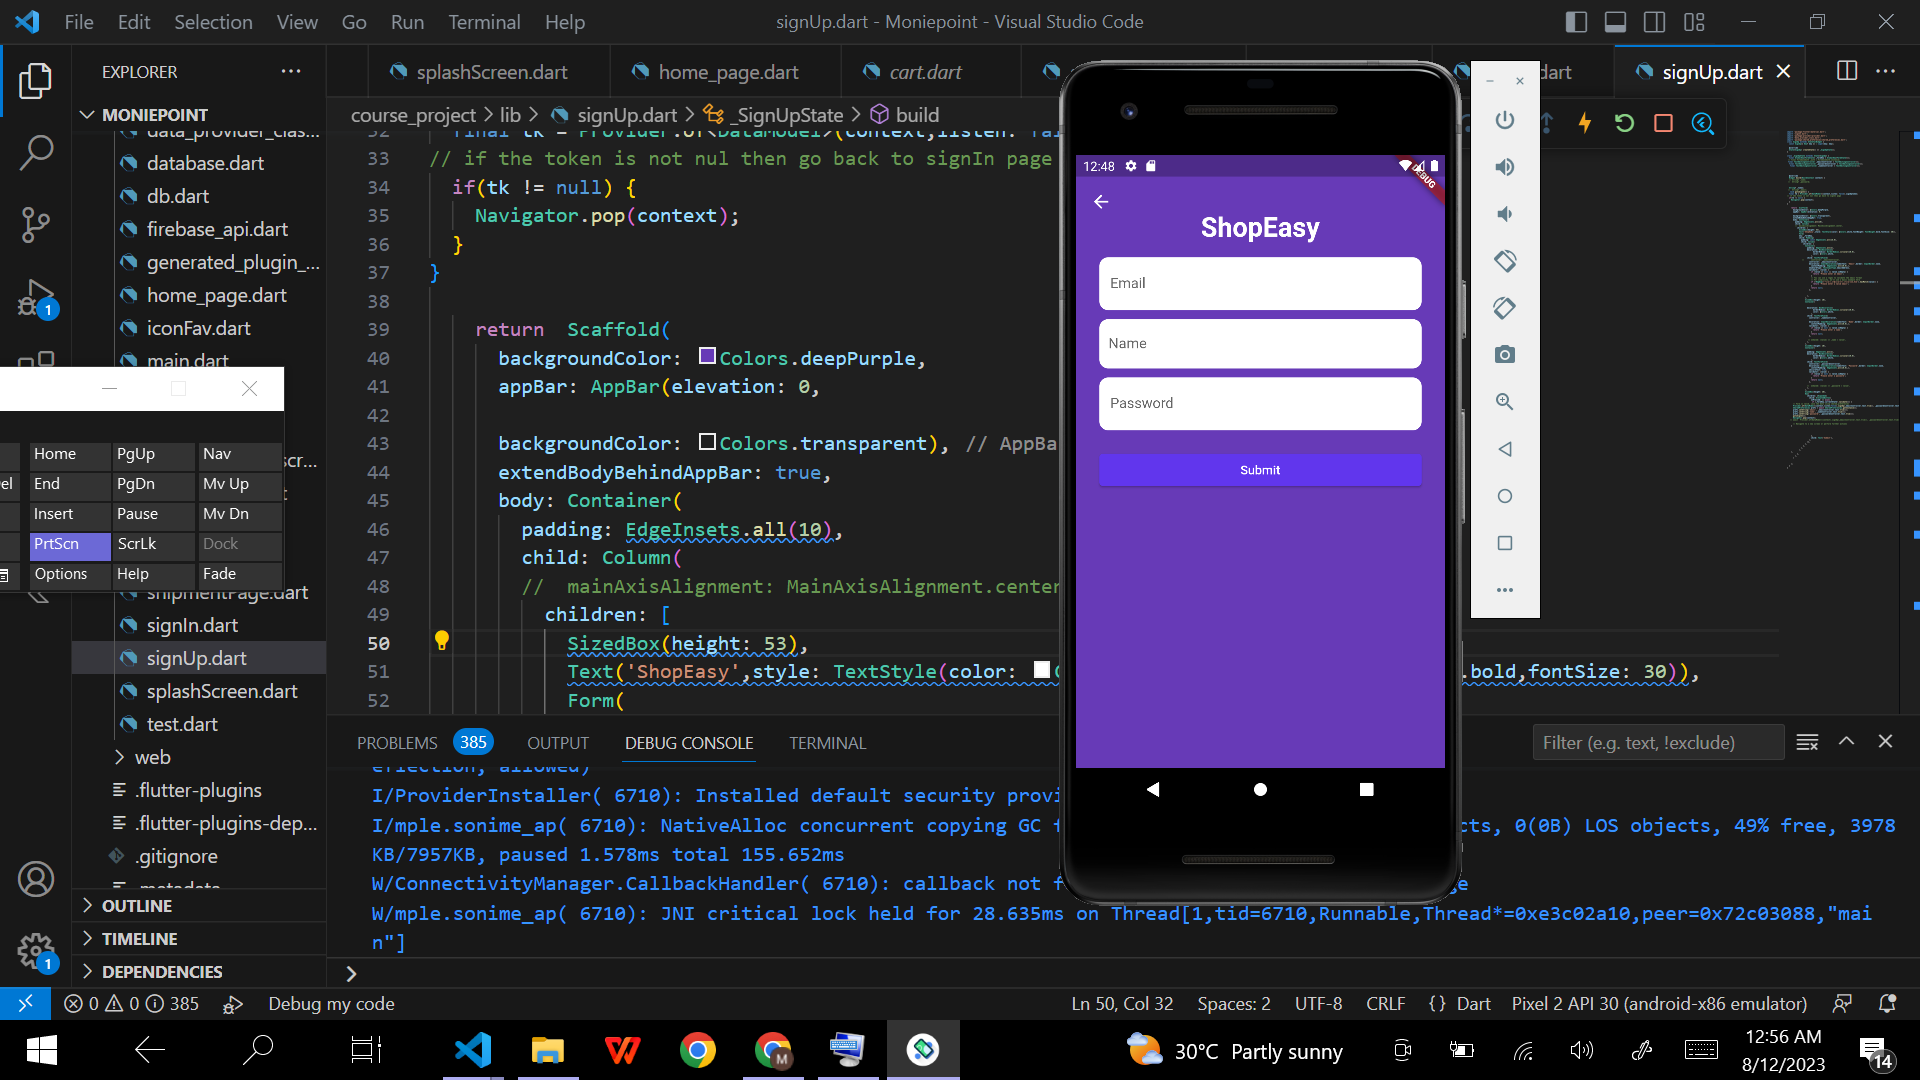 File Edit Selection View Go Run Terminal Help
signUp.dart - Moniepoint - Visual Studio Code
EXPLORER
splashScreen.dart
home_page.dart
cart.dart
signUp.dart
MONIEPOINT
course_project > lib > signUp.dart > _SignUpState > build
database.dart
db.dart
firebase_api.dart
generated_plugin_...
home_page.dart
iconFav.dart
main.dart
Home PgUp Nav
End PgDn Mv Up
Insert Pause Mv Dn
PrtScn ScrLk Dock
Options Help Fade
shipmentPage.dart
signIn.dart
signUp.dart
splashScreen.dart
test.dart
web
.flutter-plugins
.flutter-plugins-dep...
.gitignore
OUTLINE
TIMELINE
DEPENDENCIES
33 // if the token is not nul then go back to signIn page
34 if(tk != null) {
35 Navigator.pop(context);
36 }
37 }
38
39 return Scaffold(
40 backgroundColor: Colors.deepPurple,
41 appBar: AppBar(elevation: 0,
42
43 backgroundColor: Colors.transparent), // AppBa
44 extendBodyBehindAppBar: true,
45 body: Container(
46 padding: EdgeInsets.all(10),
47 child: Column(
48 // mainAxisAlignment: MainAxisAlignment.center
49 children: [
50 SizedBox(height: 53),
51 Text('ShopEasy',style: TextStyle(color: .bold,fontSize: 30)),
52 Form(
12:48
DEBUG
ShopEasy
Email
Name
Password
Submit
PROBLEMS 385 OUTPUT DEBUG CONSOLE TERMINAL
Filter (e.g. text, !exclude)
I/ProviderInstaller( 6710): Installed default security provi
I/mple.sonime_ap( 6710): NativeAlloc concurrent copying GC f cts, 0(0B) LOS objects, 49% free, 3978
KB/7957KB, paused 1.578ms total 155.652ms
W/ConnectivityManager.CallbackHandler( 6710): callback not f ge
W/mple.sonime_ap( 6710): JNI critical lock held for 28.635ms on Thread[1,tid=6710,Runnable,Thread*=0xe3c02a10,peer=0x72c03088,"mai
n"]
0 0 385 Debug my code
Ln 50, Col 32 Spaces: 2 UTF-8 CRLF {} Dart Pixel 2 API 30 (android-x86 emulator)
30°C Partly sunny
12:56 AM
8/12/2023
14